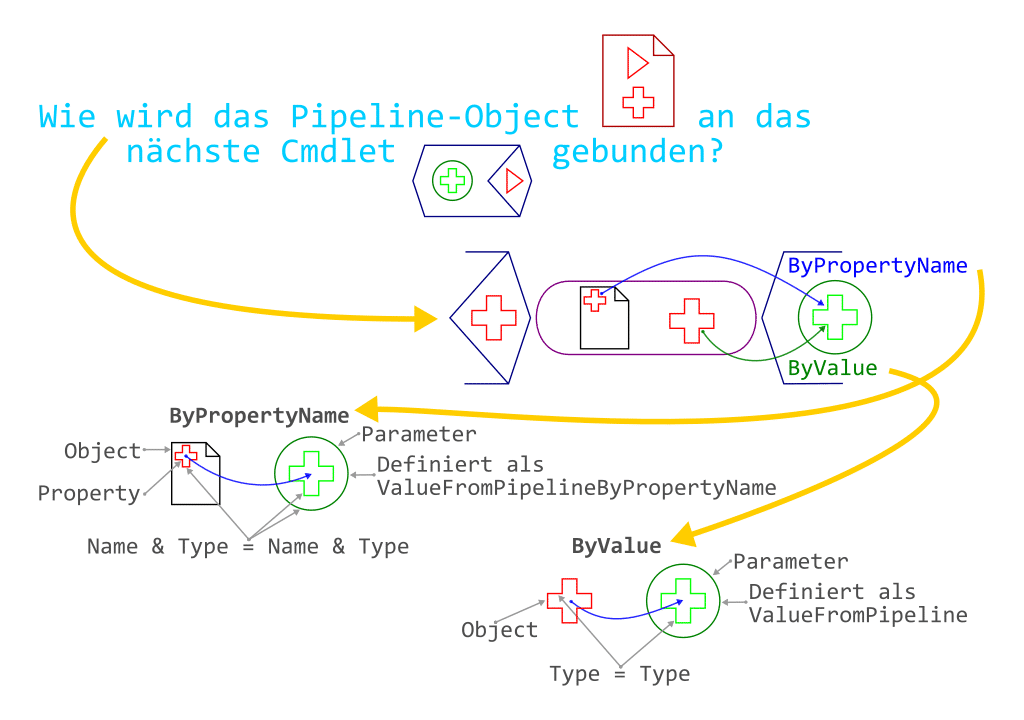 Wie wird das Pipeline-Object an das
nächste Cmdlet gebunden?
ByPropertyName
ByValue
ByPropertyName
Object
Property
Parameter
Definiert als
ValueFromPipelineByPropertyName
Name & Type = Name & Type
ByValue
Parameter
Definiert als
ValueFromPipeline
Object
Type = Type